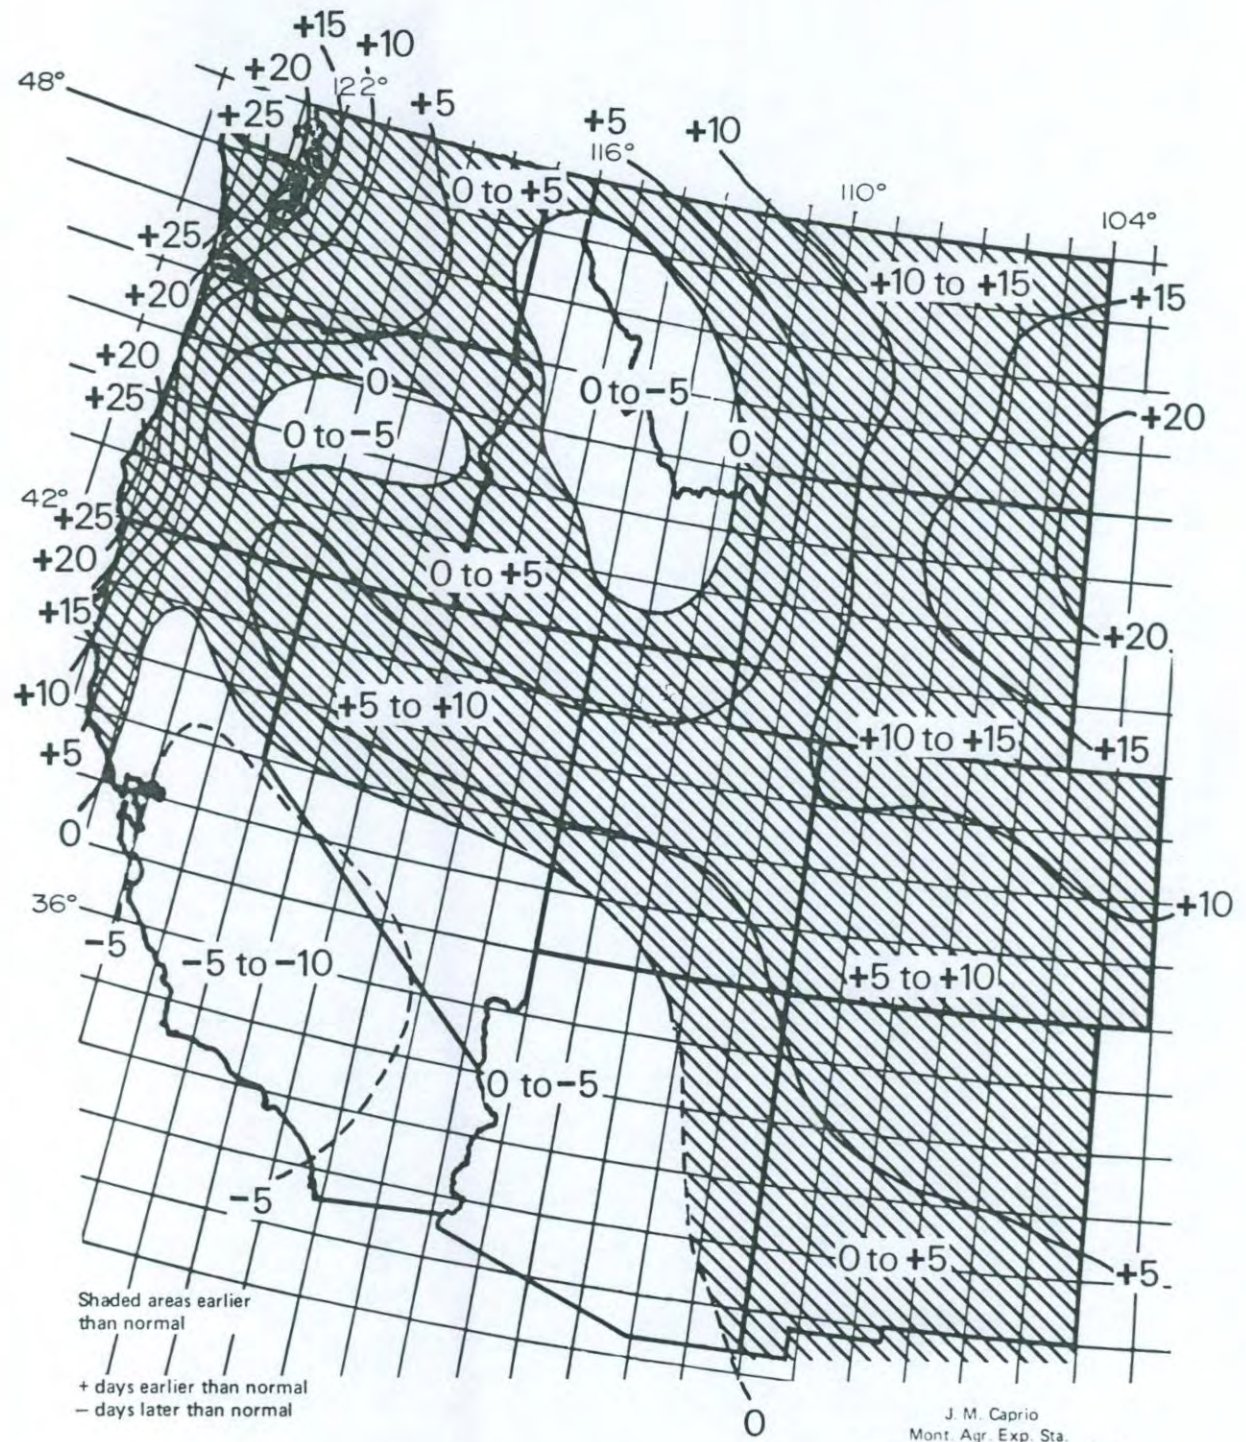 +15
+10
+20
122°
48°
+25
+5
+5
116°
+10
110°
104°
0 to +5
+25
+10 to +15
+15
+20
+20
0
0 to −5
+25
+20
0 to −5
0
42°
+25
+20
0 to +5
+15
+20
+10
+5 to +10
+10 to +15
+15
+5
0
36°
+10
−5
−5 to −10
+5 to +10
0 to −5
−5
0 to +5
+5
Shaded areas earlier
than normal
+ days earlier than normal
− days later than normal
0
J. M. Caprio
Mont. Agr. Exp. Sta.